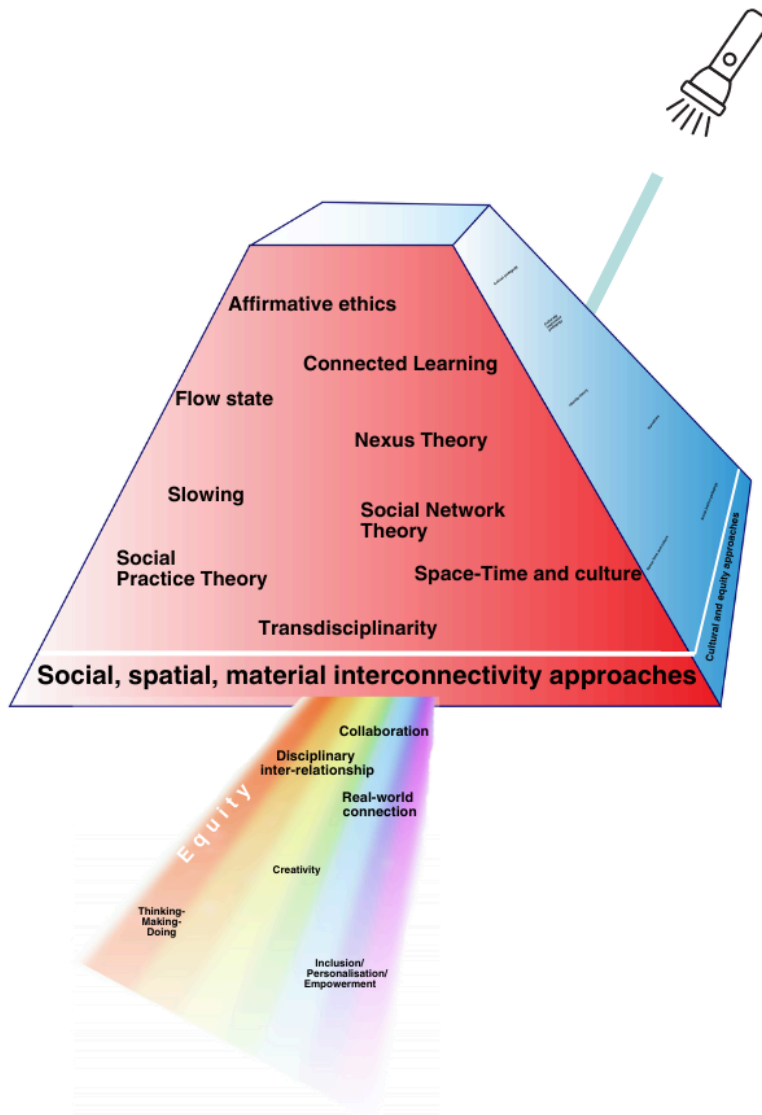 Affirmative ethics
Connected Learning
Flow state
Nexus Theory
Slowing
Social Network
Theory
Social
Practice Theory
Space-Time and culture
Transdisciplinarity
Social, spatial, material interconnectivity approaches
Cultural and equity approaches
Collaboration
Disciplinary
inter-relationship
Real-world
connection
Equity
Creativity
Thinking-
Making-
Doing
Inclusion/
Personalisation/
Empowerment